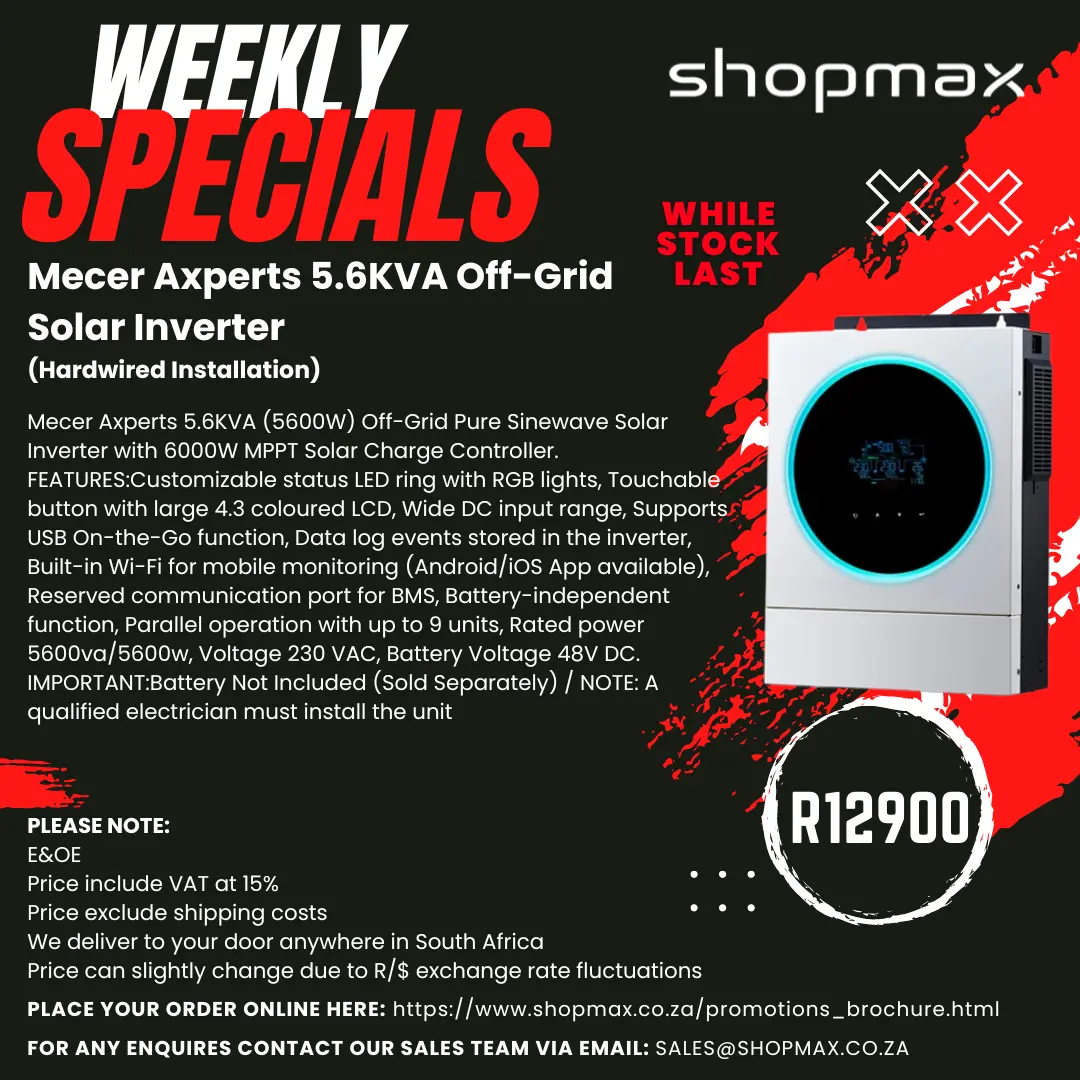 WEEKLY
SPECIALS
shopmax
WHILE
STOCK
LAST
Mecer Axperts 5.6KVA Off-Grid
Solar Inverter
(Hardwired Installation)
Mecer Axperts 5.6KVA (5600W) Off-Grid Pure Sinewave Solar
Inverter with 6000W MPPT Solar Charge Controller.
FEATURES:Customizable status LED ring with RGB lights, Touchable
button with large 4.3 coloured LCD, Wide DC input range, Supports
USB On-the-Go function, Data log events stored in the inverter,
Built-in Wi-Fi for mobile monitoring (Android/iOS App available),
Reserved communication port for BMS, Battery-independent
function, Parallel operation with up to 9 units, Rated power
5600va/5600w, Voltage 230 VAC, Battery Voltage 48V DC.
IMPORTANT:Battery Not Included (Sold Separately) / NOTE: A
qualified electrician must install the unit
R12900
PLEASE NOTE:
E&OE
Price include VAT at 15%
Price exclude shipping costs
We deliver to your door anywhere in South Africa
Price can slightly change due to R/$ exchange rate fluctuations
PLACE YOUR ORDER ONLINE HERE: https://www.shopmax.co.za/promotions_brochure.html
FOR ANY ENQUIRES CONTACT OUR SALES TEAM VIA EMAIL: SALES@SHOPMAX.CO.ZA